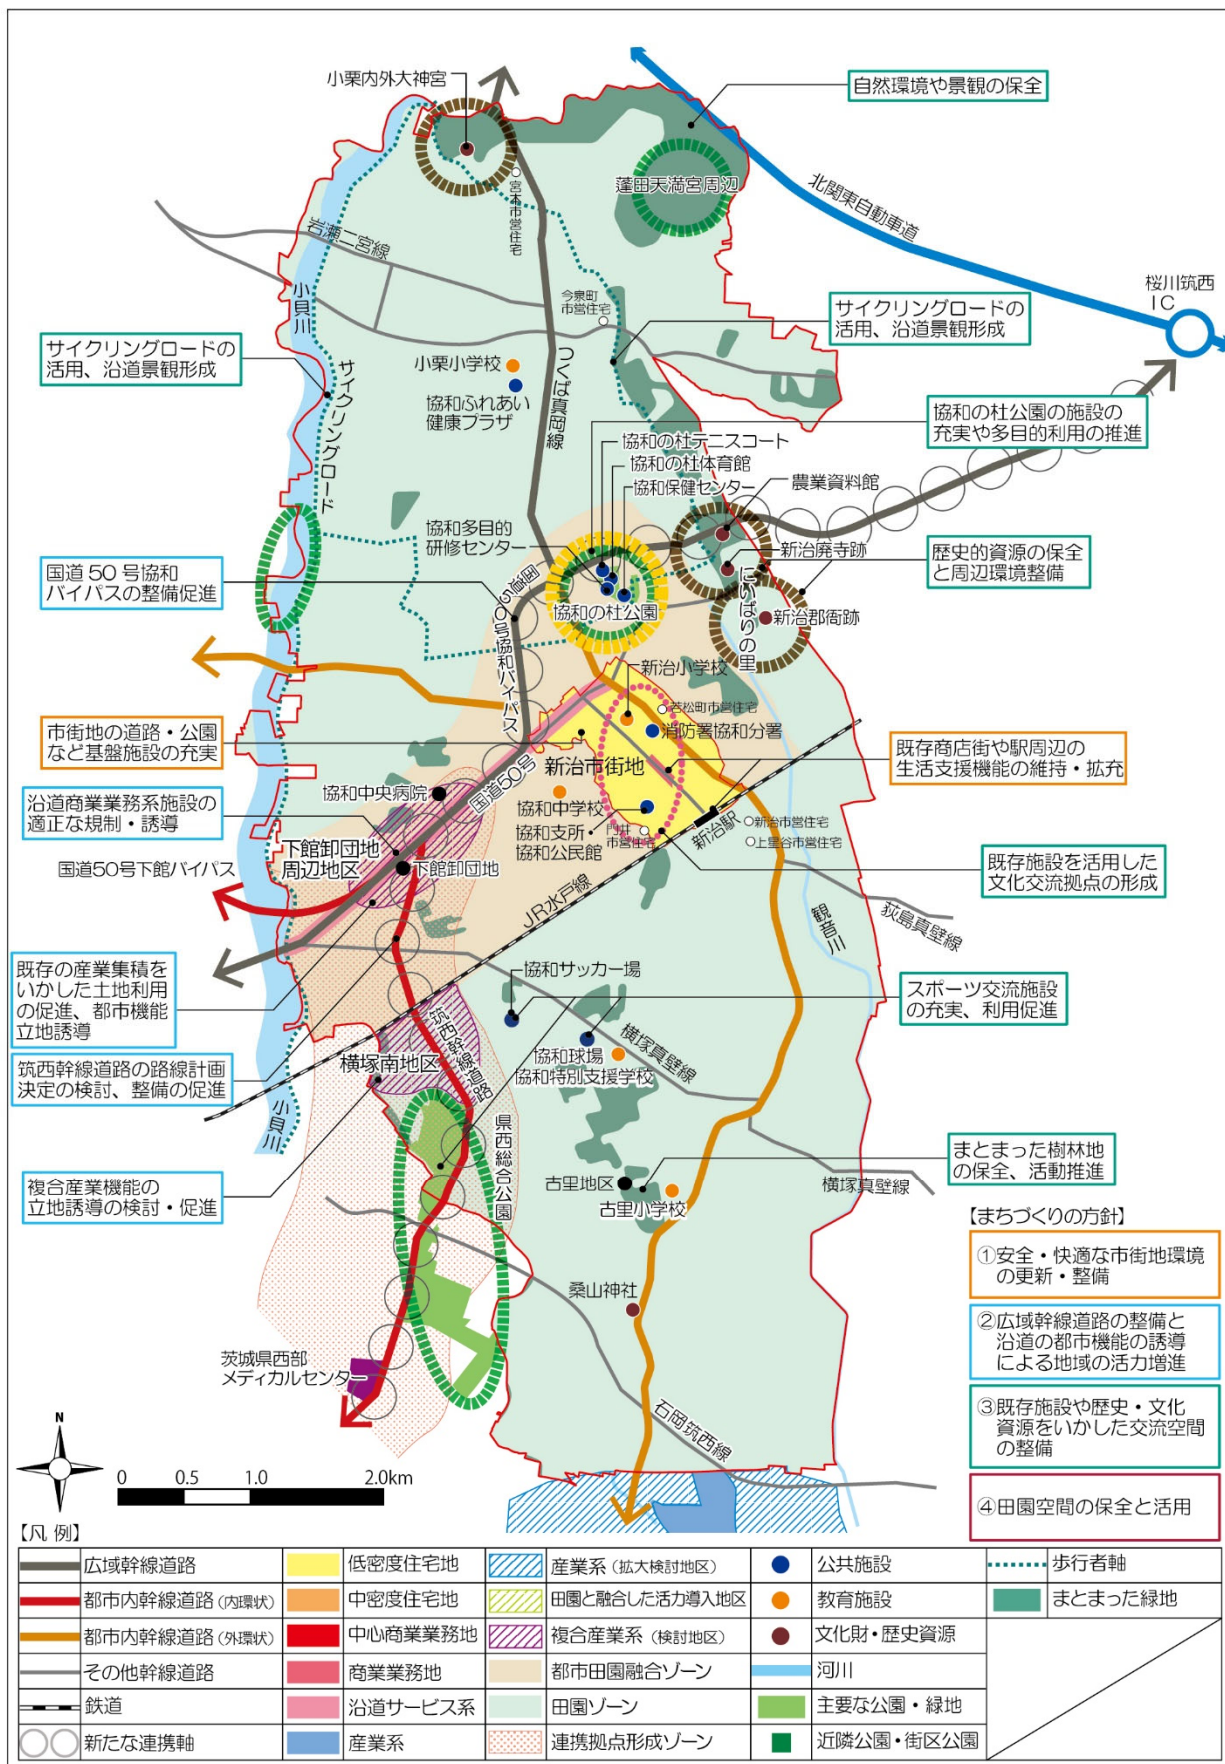 小栗内外大神宮
自然環境や景観の保全
蓬田天満宮周辺
北関東自動車道
宮本市営住宅
岩瀬二宮線
小貝川
桜川筑西
IC
今泉町
市営住宅
サイクリングロードの
活用、沿道景観形成
サイクリングロードの
活用、沿道景観形成
小栗小学校
協和ふれあい
健康プラザ
つくば真岡線
サイクリングロード
協和の杜公園の施設の
充実や多目的利用の推進
協和の杜テニスコート
協和の杜体育館
協和保健センター
農業資料館
協和多目的
研修センター
新治廃寺跡
歴史的資源の保全
と周辺環境整備
国道50号協和
バイパスの整備促進
国道50号協和バイパス
協和の杜公園
にいばりの里
新治郡衙跡
新治小学校
若松町市営住宅
消防署協和分署
市街地の道路・公園
など基盤施設の充実
既存商店街や駅周辺の
生活支援機能の維持・拡充
新治市街地
国道50号
沿道商業業務系施設の
適正な規制・誘導
協和中央病院
協和中学校
協和支所
協和公民館
門井
市営住宅
新治駅
新治市営住宅
上星谷市営住宅
国道50号下館バイパス
下館卸団地
周辺地区
下館卸団地
既存施設を活用した
文化交流拠点の形成
JR水戸線
荻島真壁線
観音川
既存の産業集積を
いかした土地利用
の促進、都市機能
立地誘導
協和サッカー場
スポーツ交流施設
の充実、利用促進
筑西幹線道路
横塚真壁線
筑西幹線道路の路線計画
決定の検討、整備の促進
横塚南地区
協和球場
協和特別支援学校
小貝川
県西総合公園
まとまった樹林地
の保全、活動推進
複合産業機能の
立地誘導の検討・促進
古里地区
古里小学校
横塚真壁線
【まちづくりの方針】
①安全・快適な市街地環境
の更新・整備
②広域幹線道路の整備と
沿道の都市機能の誘導
による地域の活力増進
③既存施設や歴史・文化
資源をいかした交流空間
の整備
④田園空間の保全と活用
桑山神社
茨城県西部
メディカルセンター
石岡筑西線
N
0 0.5 1.0 2.0km
【凡 例】
広域幹線道路
低密度住宅地
産業系（拡大検討地区）
公共施設
歩行者軸
都市内幹線道路（内環状）
中密度住宅地
田園と融合した活力導入地区
教育施設
まとまった緑地
都市内幹線道路（外環状）
中心商業業務地
複合産業系（検討地区）
文化財・歴史資源
その他幹線道路
商業業務地
都市田園融合ゾーン
河川
鉄道
沿道サービス系
田園ゾーン
主要な公園・緑地
新たな連携軸
産業系
連携拠点形成ゾーン
近隣公園・街区公園